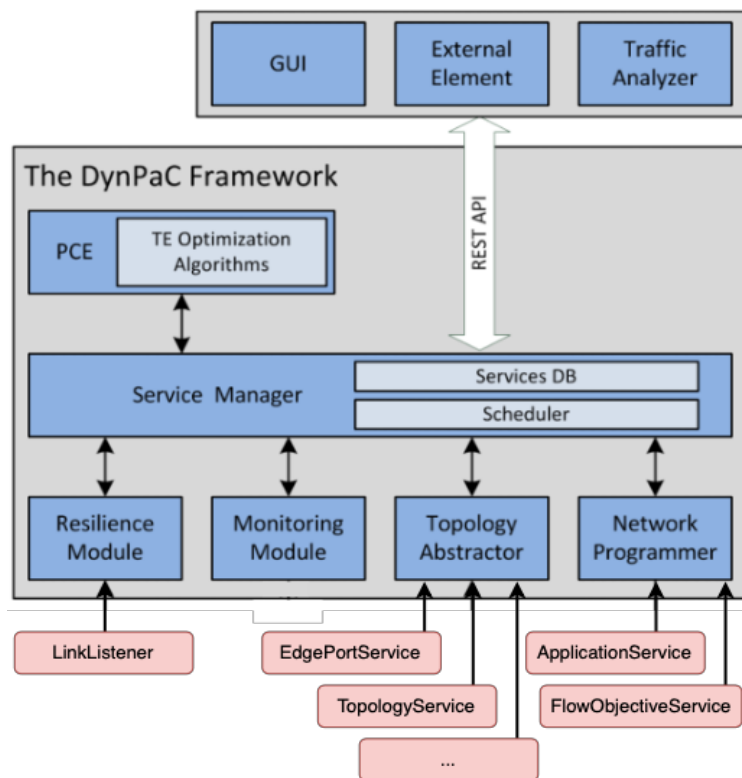 GUI
External
Element
Traffic
Analyzer
The DynPaC Framework
REST API
PCE
TE Optimization
Algorithms
Service Manager
Services DB
Scheduler
Resilience
Module
Monitoring
Module
Topology
Abstractor
Network
Programmer
LinkListener
EdgePortService
ApplicationService
TopologyService
FlowObjectiveService
...